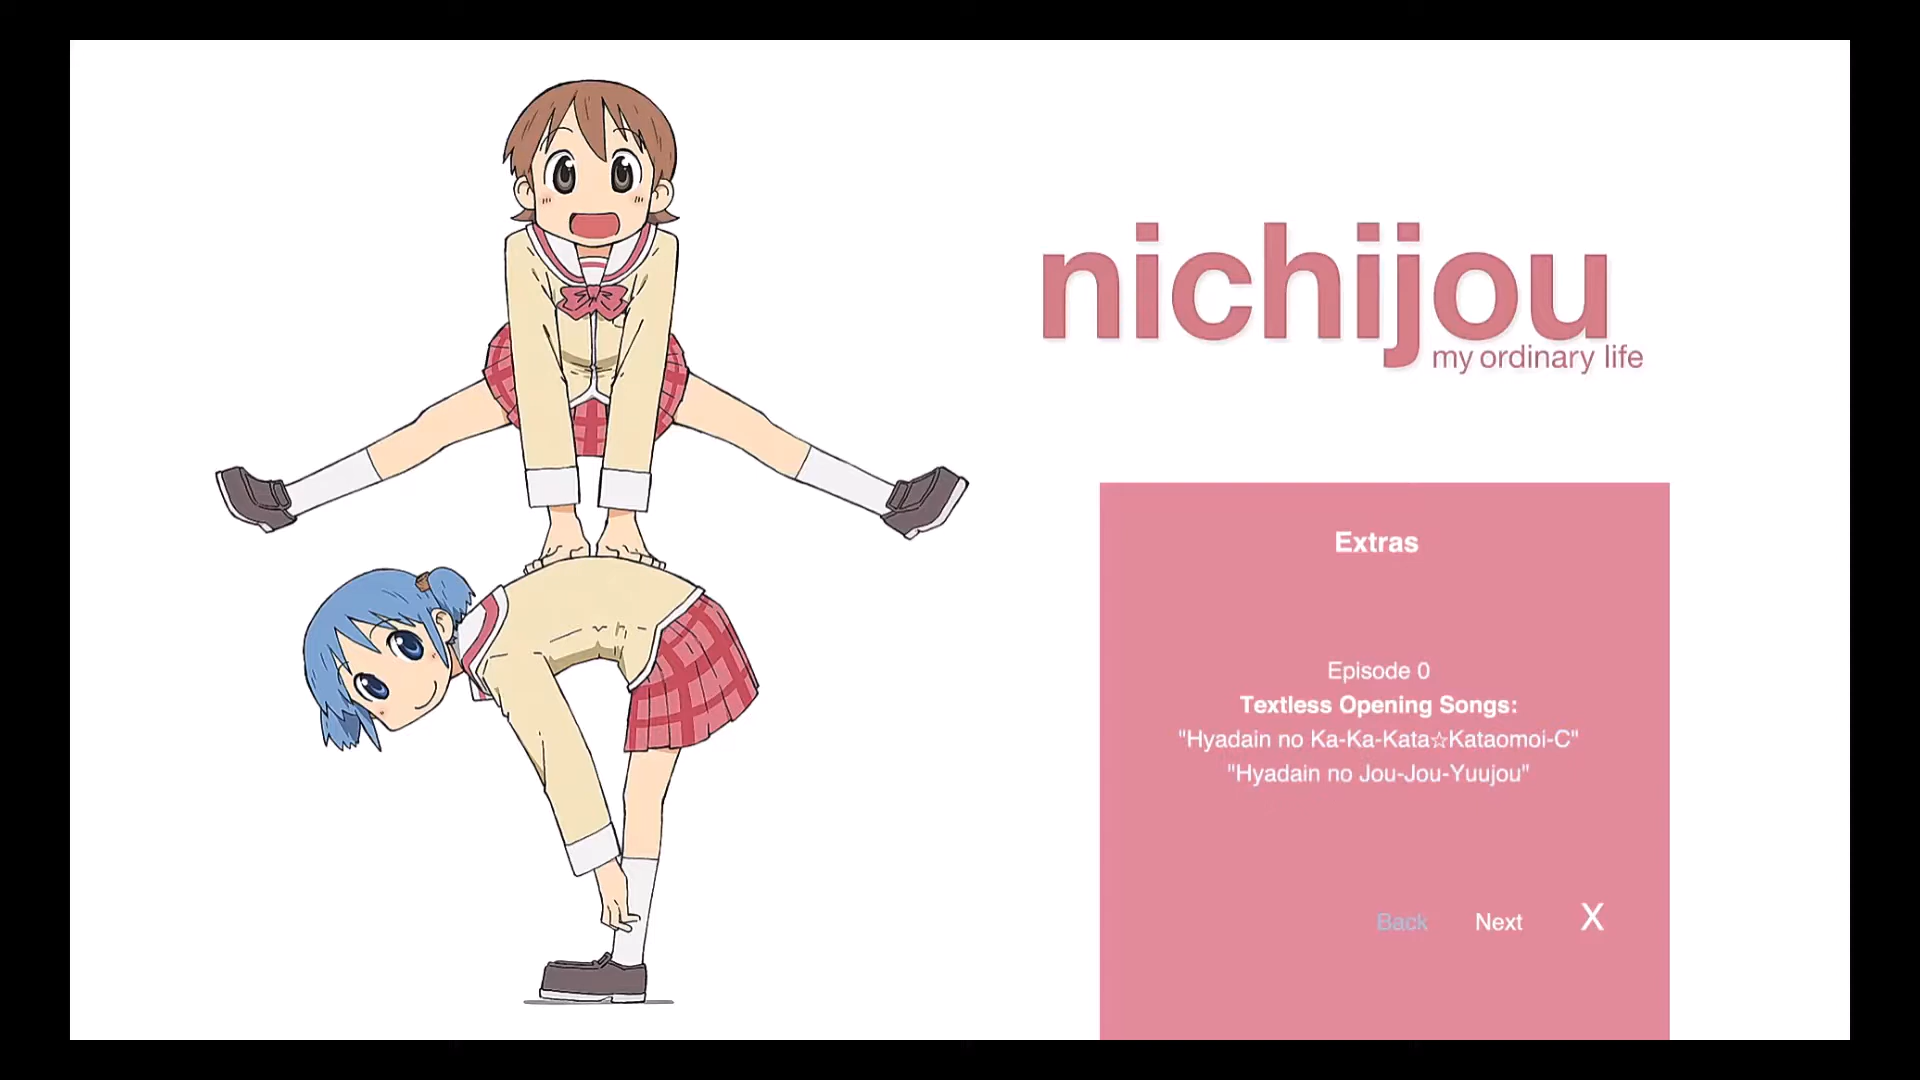 nichijou
my ordinary life
Extras
Episode 0
Textless Opening Songs:
"Hyadain no Ka-Ka-Kata☆Kataomoi-C"
"Hyadain no Jou-Jou-Yuujou"
Back Next X